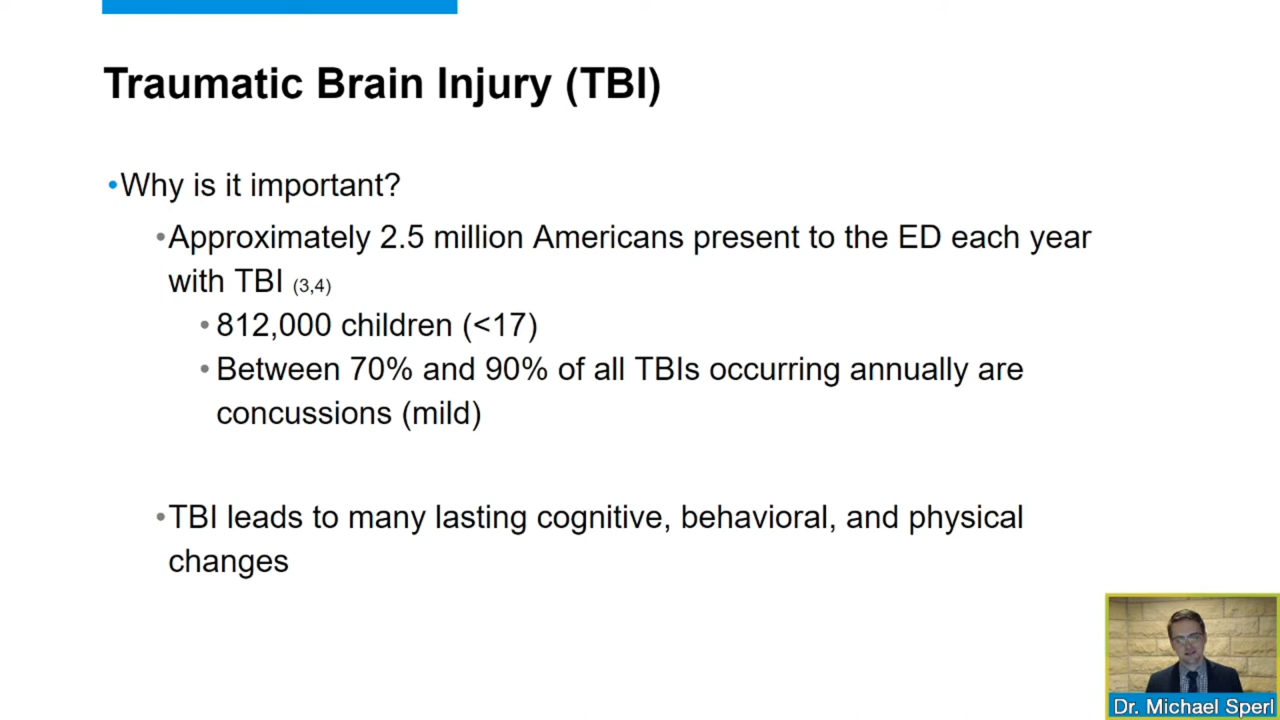 Traumatic Brain Injury (TBI)
•Why is it important?
•Approximately 2.5 million Americans present to the ED each year
with TBI (3,4)
•812,000 children (<17)
•Between 70% and 90% of all TBIs occurring annually are
concussions (mild)
•TBI leads to many lasting cognitive, behavioral, and physical
changes
Dr. Michael Sperl